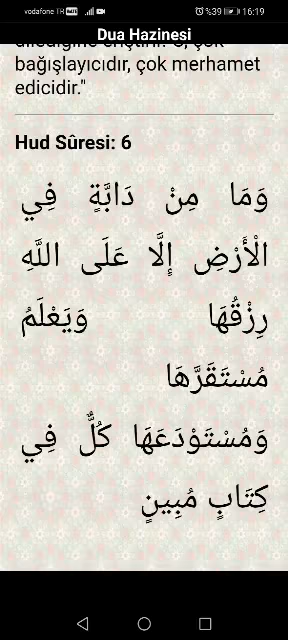 vodafone TR
%39
16:19
Dua Hazinesi
bağışlayıcıdır, çok merhamet
edicidir."
Hud Sûresi: 6
وَمَا مِنْ دَابَّةٍ فِي
الْأَرْضِ إِلَّا عَلَى اللَّهِ
رِزْقُهَا وَيَعْلَمُ
مُسْتَقَرَّهَا
وَمُسْتَوْدَعَهَا كُلٌّ فِي
كِتَابٍ مُبِينٍ